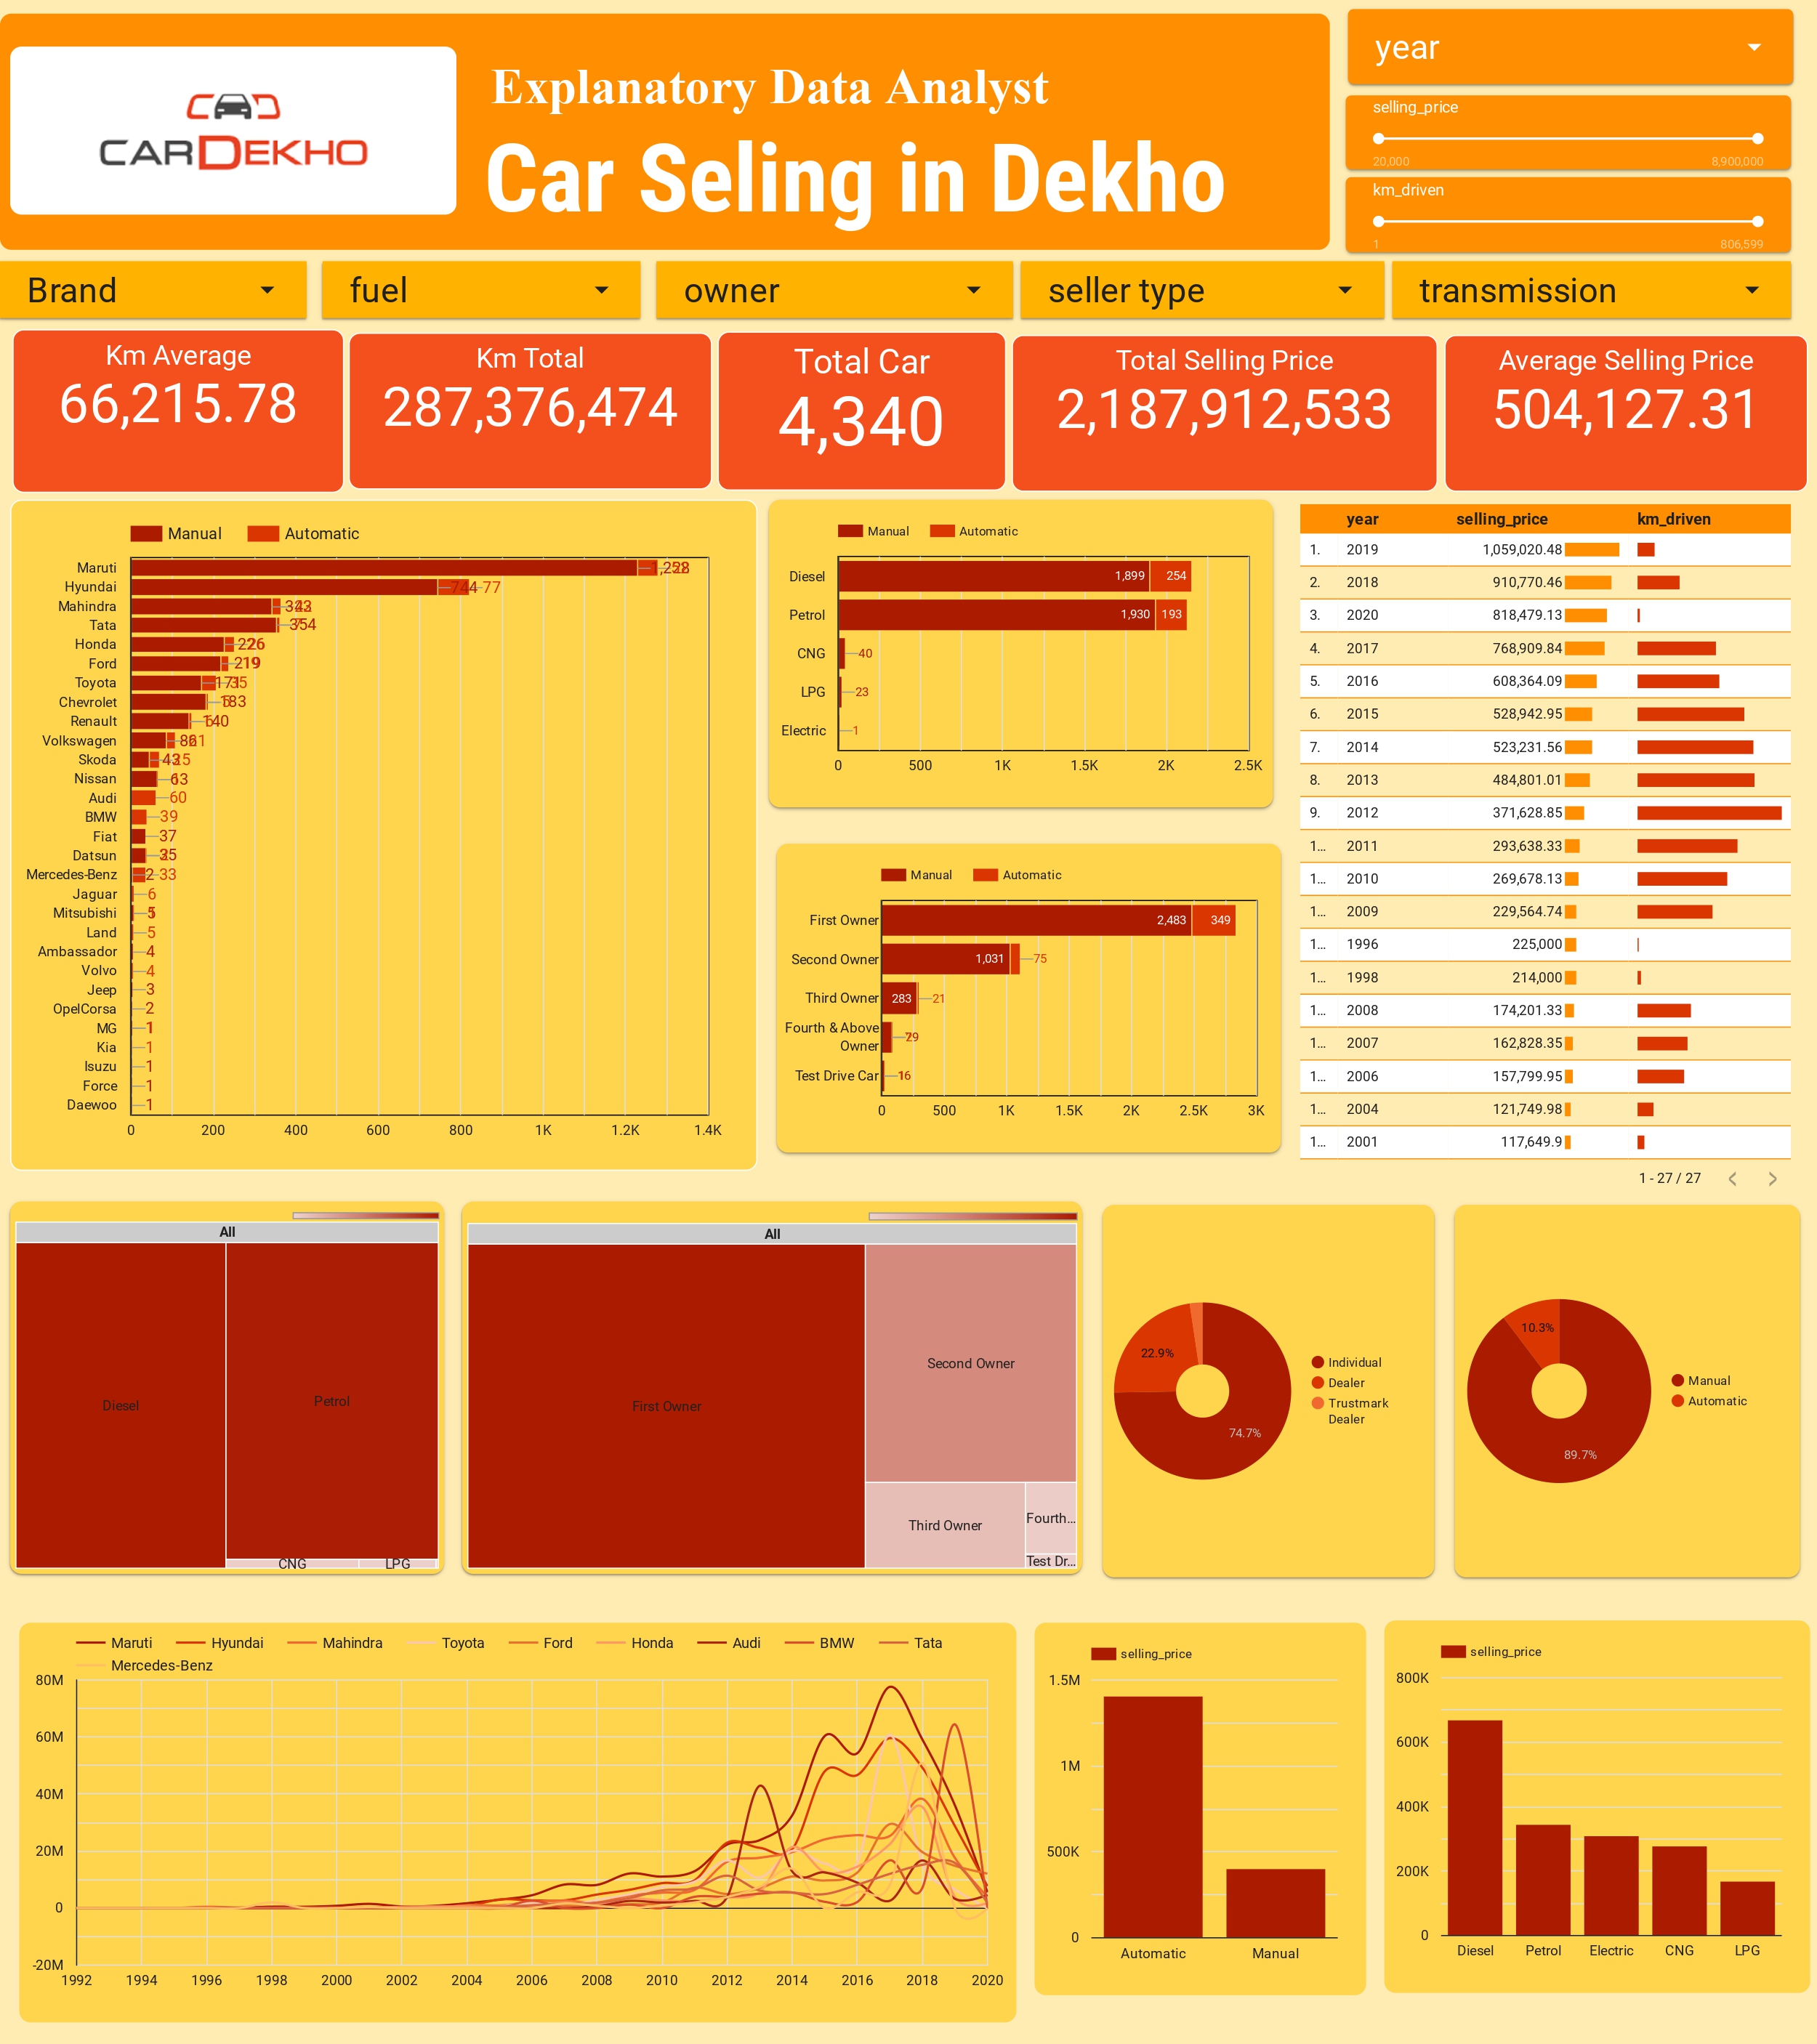 CARDEKHO
Explanatory Data Analyst
Car Seling in Dekho
year
selling_price
20,000 8,900,000
km_driven
1 806,599
Brand
fuel
owner
seller type
transmission
Km Average
66,215.78
Km Total
287,376,474
Total Car
4,340
Total Selling Price
2,187,912,533
Average Selling Price
504,127.31
Manual Automatic
Maruti
Hyundai 744 77
Mahindra
Tata 354
Honda 226
Ford 219
Toyota 171 35
Chevrolet 183
Renault 140
Volkswagen
Skoda 43 25
Nissan 63
Audi 60
BMW 39
Fiat 37
Datsun 35
Mercedes-Benz 2 33
Jaguar 6
Mitsubishi 5
Land 5
Ambassador 4
Volvo 4
Jeep 3
OpelCorsa 2
MG 1
Kia 1
Isuzu 1
Force 1
Daewoo 1
0 200 400 600 800 1K 1.2K 1.4K
Manual Automatic
Diesel 1,899 254
Petrol 1,930 193
CNG 40
LPG 23
Electric 1
0 500 1K 1.5K 2K 2.5K
Manual Automatic
First Owner 2,483 349
Second Owner 1,031 75
Third Owner 283 21
Fourth & Above
Owner
Test Drive Car 16
0 500 1K 1.5K 2K 2.5K 3K
year selling_price km_driven
1. 2019 1,059,020.48
2. 2018 910,770.46
3. 2020 818,479.13
4. 2017 768,909.84
5. 2016 608,364.09
6. 2015 528,942.95
7. 2014 523,231.56
8. 2013 484,801.01
9. 2012 371,628.85
1... 2011 293,638.33
1... 2010 269,678.13
1... 2009 229,564.74
1... 1996 225,000
1... 1998 214,000
1... 2008 174,201.33
1... 2007 162,828.35
1... 2006 157,799.95
1... 2004 121,749.98
1... 2001 117,649.9
1 - 27 / 27
All
Diesel
Petrol
CNG
LPG
All
First Owner
Second Owner
Third Owner
Fourth...
Test Dr...
22.9%
74.7%
Individual
Dealer
Trustmark
Dealer
10.3%
89.7%
Manual
Automatic
Maruti Hyundai Mahindra Toyota Ford Honda Audi BMW Tata
Mercedes-Benz
80M
60M
40M
20M
0
-20M
1992 1994 1996 1998 2000 2002 2004 2006 2008 2010 2012 2014 2016 2018 2020
selling_price
1.5M
1M
500K
0
Automatic Manual
selling_price
800K
600K
400K
200K
0
Diesel Petrol Electric CNG LPG